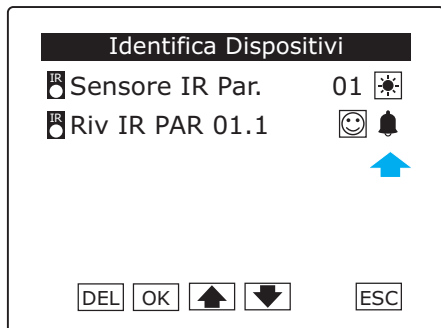 Identifica Dispositivi
IR Sensore IR Par. 01
IR Riv IR PAR 01.1
DEL OK ESC